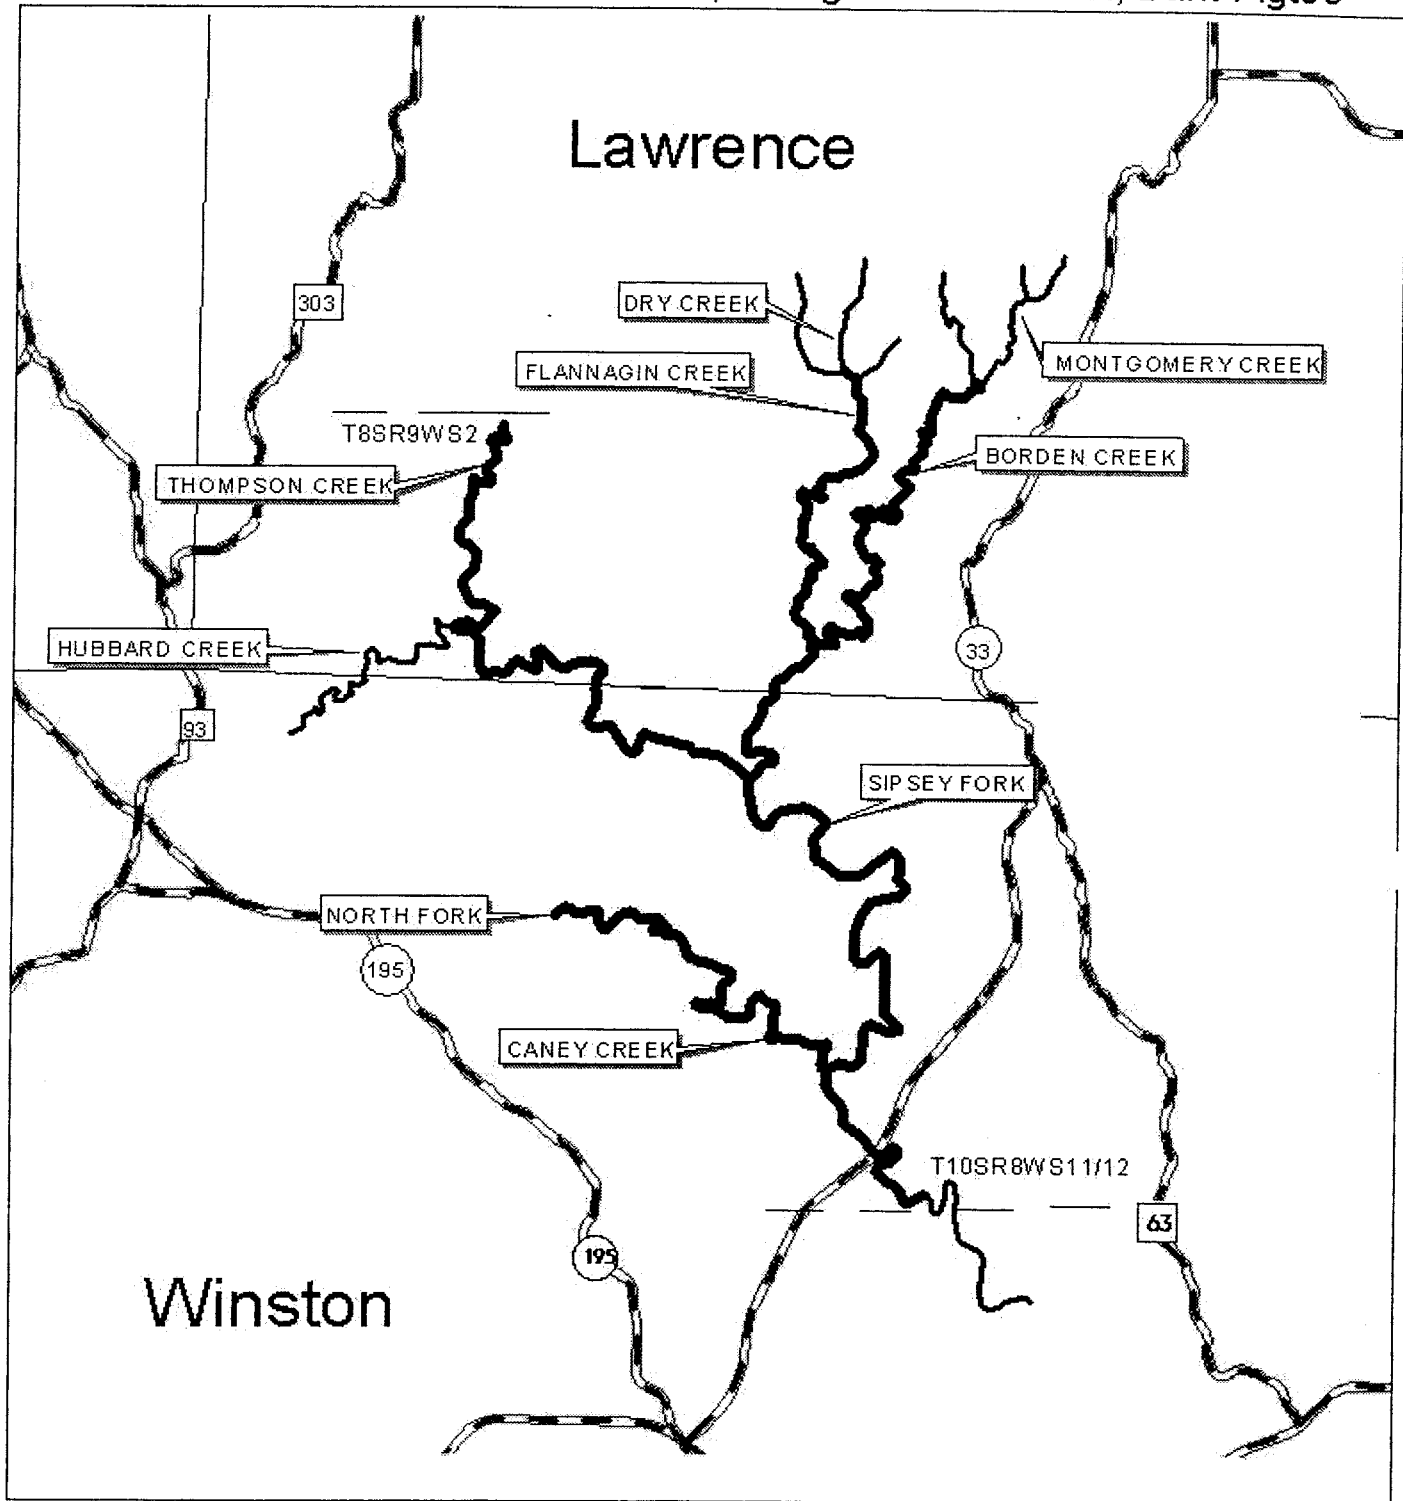 Lawrence
303
DRY CREEK
FLANNAGIN CREEK
MONTGOMERY CREEK
T8SR9WS2
BORDEN CREEK
THOMPSON CREEK
HUBBARD CREEK
33
93
SIPSEY FORK
NORTH FORK
195
CANEY CREEK
T10SR8WS11/12
63
195
Winston